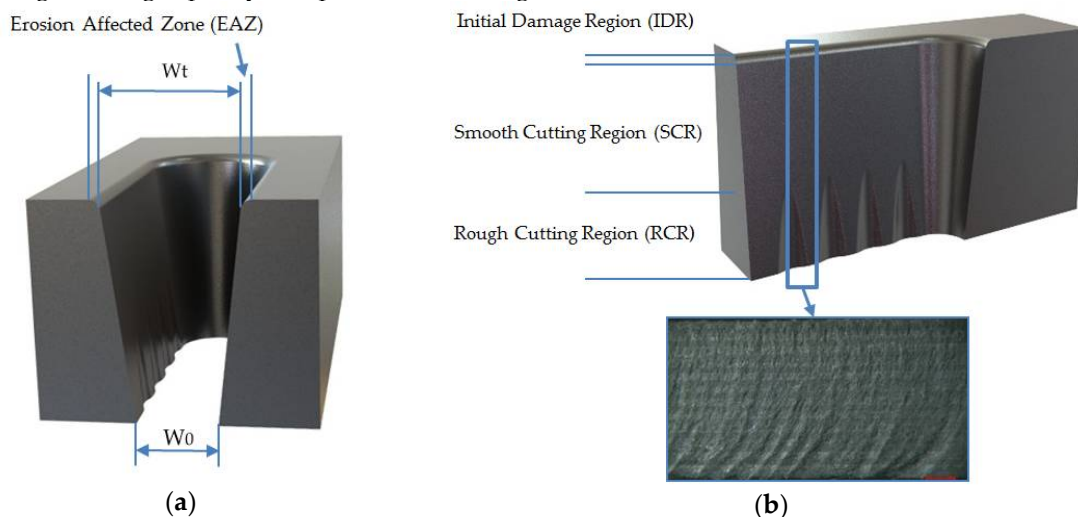 Erosion Affected Zone (EAZ)
Wt
W0
(a)
Initial Damage Region (IDR)
Smooth Cutting Region (SCR)
Rough Cutting Region (RCR)
(b)